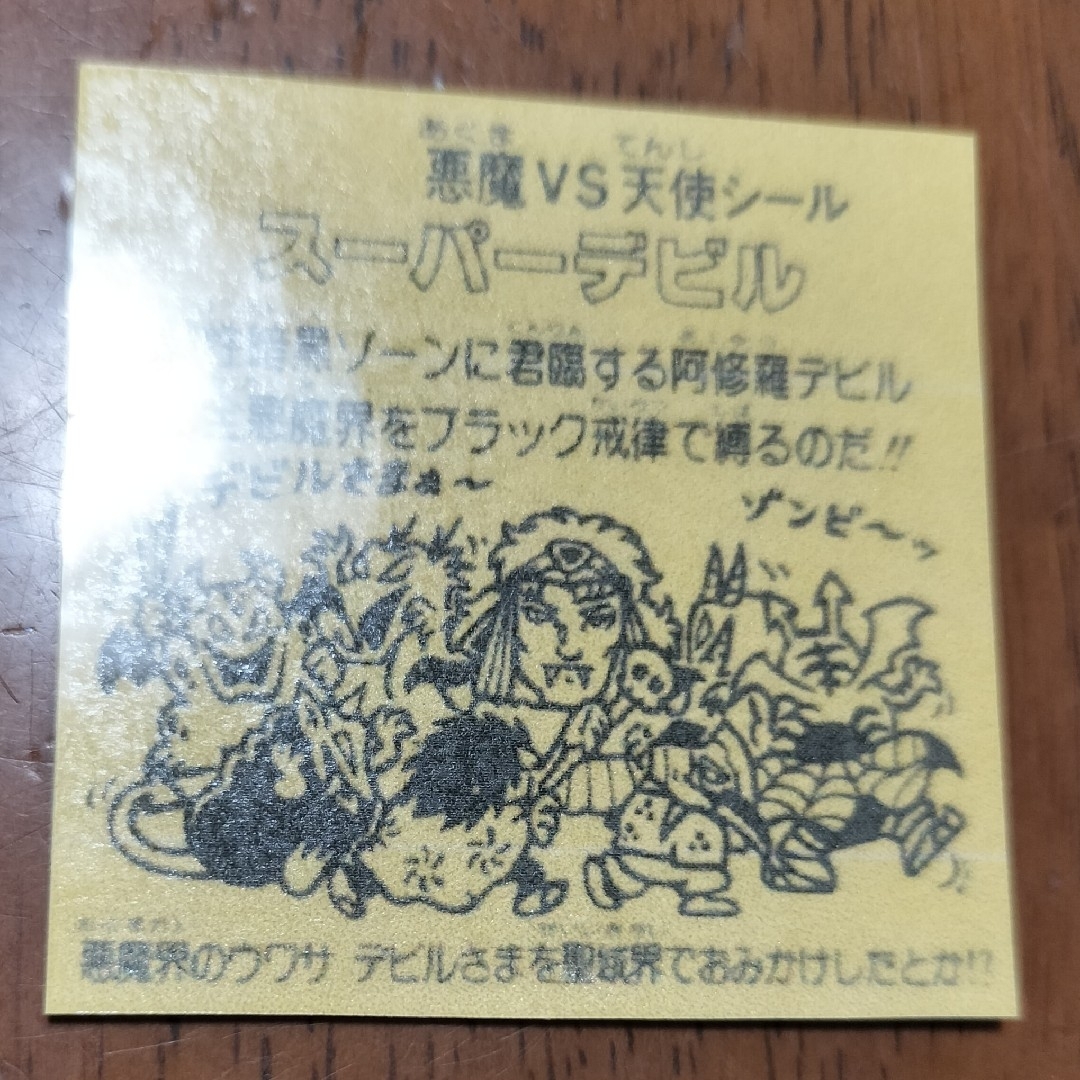 悪魔VS天使シール
スーパーデビル
ゾーンに君臨する阿修羅デビル
悪魔界をブラック戒律で縛るのだ!!
デビルさまぁ～
ゾンビ～ッ
悪魔界のウワサ デビルさまを聖域界でおみかけしたとか!?